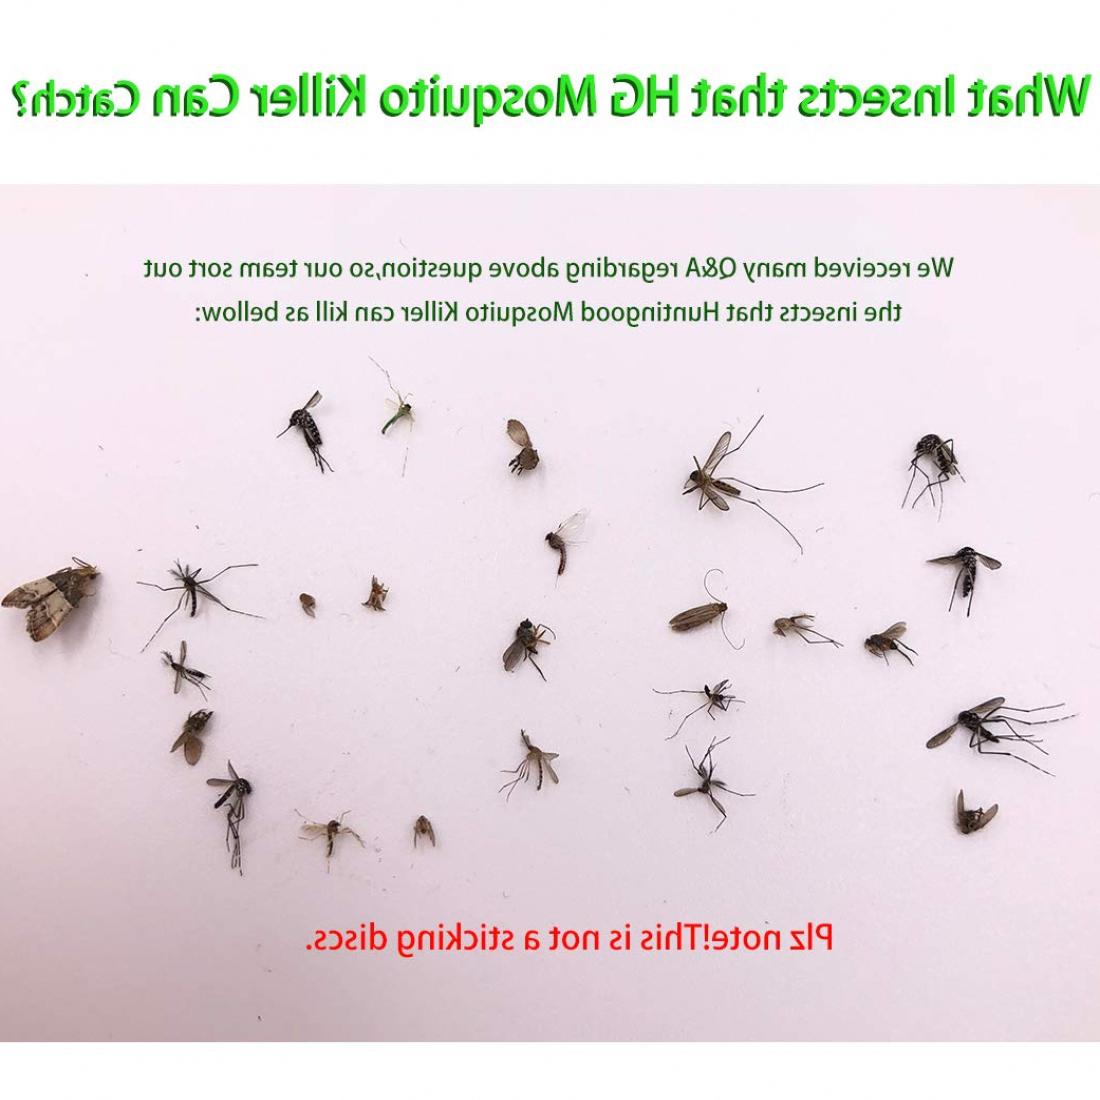 What Insects that HG Mosquito Killer Can Catch?
We received many Q&A regarding above question,so our team sort out
the insects that Huntingood Mosquito Killer can kill as bellow:
Plz note!This is not a sticking discs.